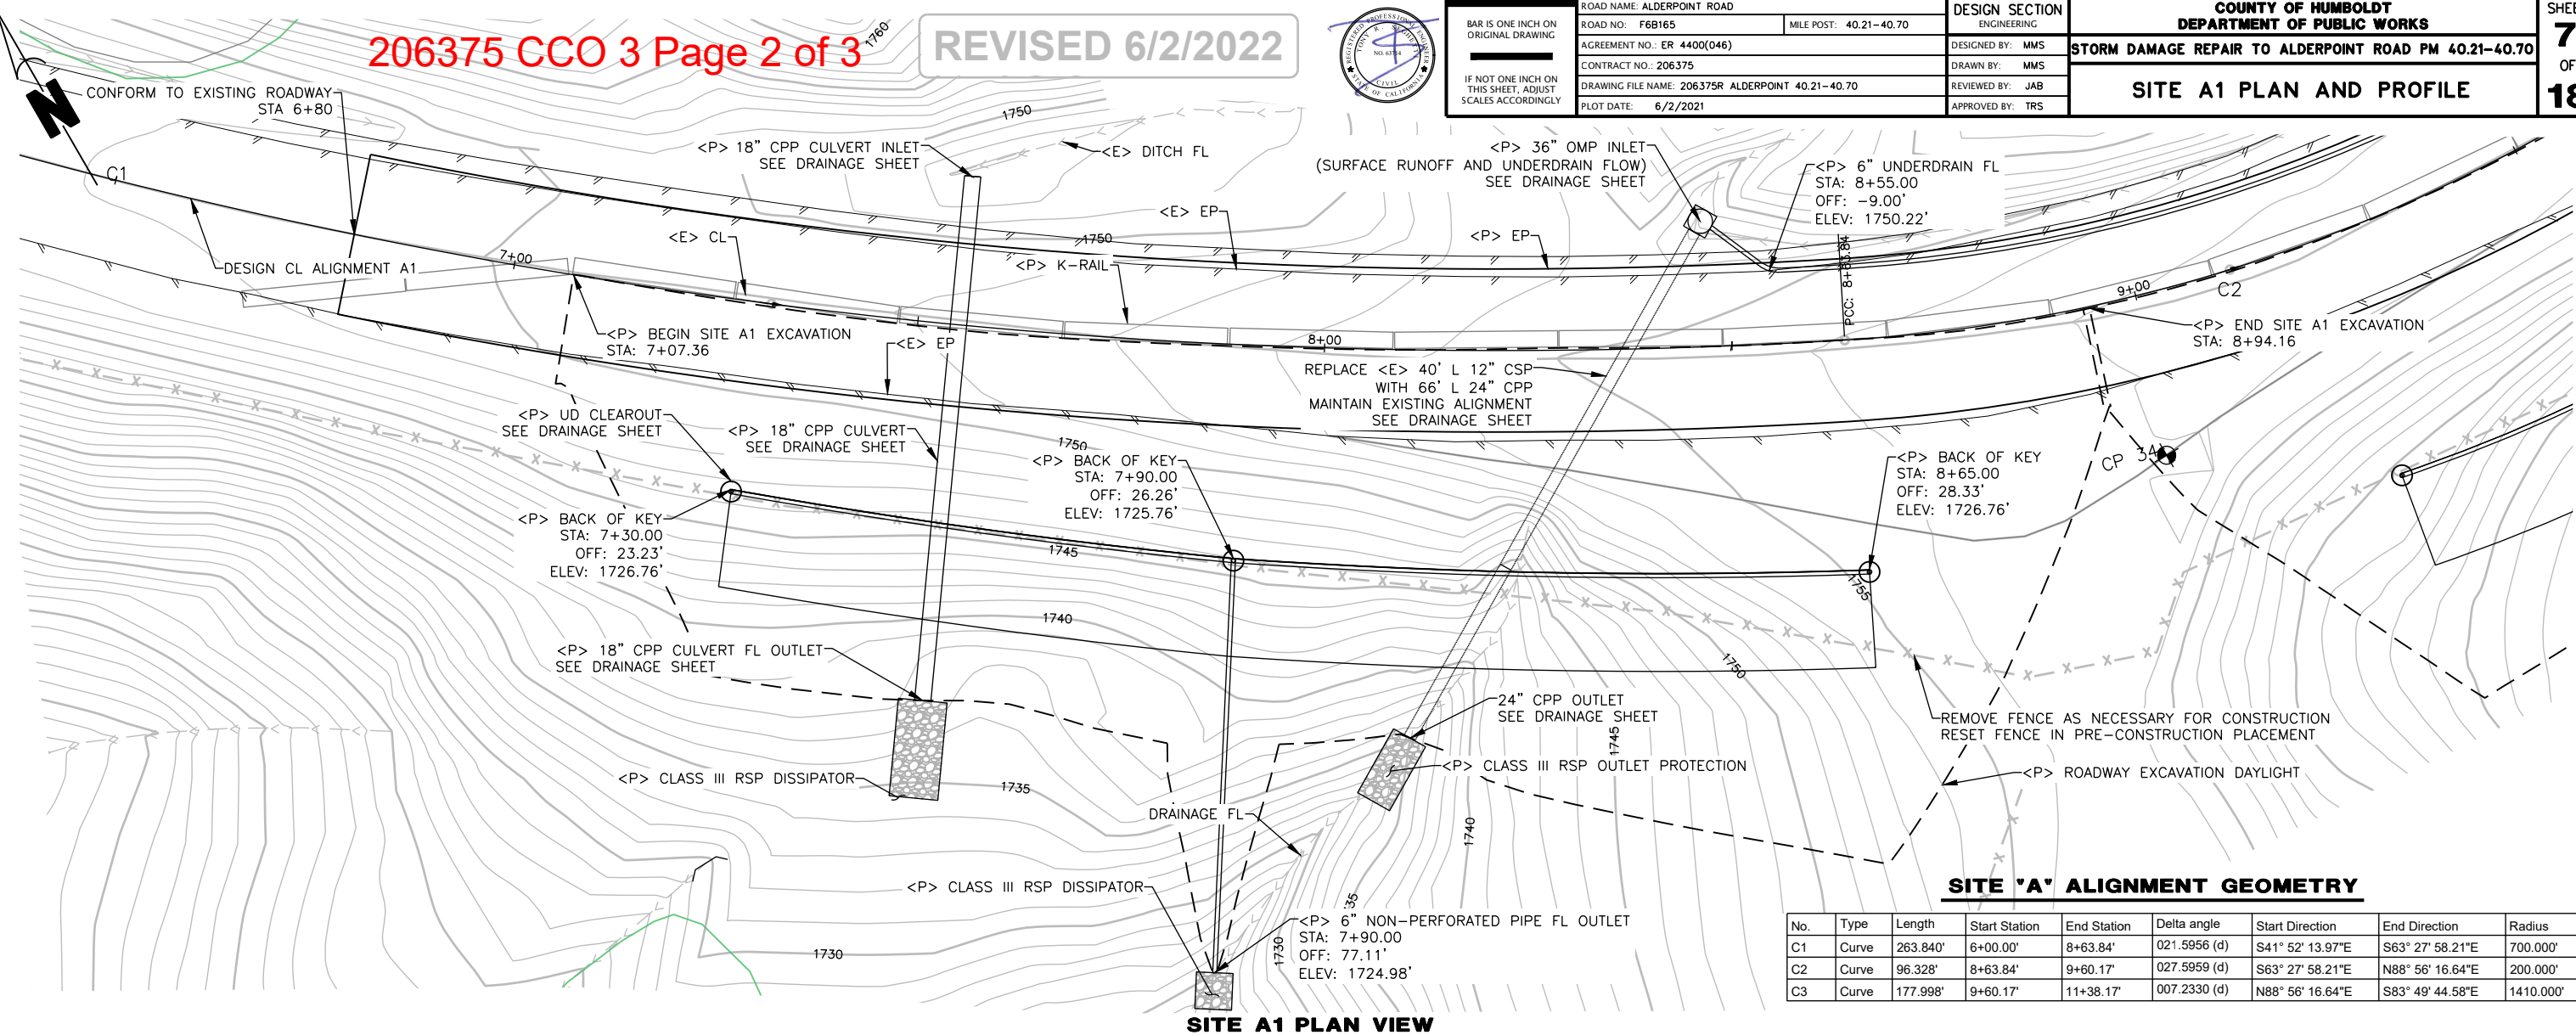 206375 CCO 3 Page 2 of 3
REVISED 6/2/2022
BAR IS ONE INCH ON
ORIGINAL DRAWING
IF NOT ONE INCH ON
THIS SHEET, ADJUST
SCALES ACCORDINGLY
ROAD NAME: ALDERPOINT ROAD
ROAD NO: F6B165
MILE POST: 40.21-40.70
AGREEMENT NO.: ER 4400(046)
CONTRACT NO.: 206375
DRAWING FILE NAME: 206375R ALDERPOINT 40.21-40.70
PLOT DATE: 6/2/2021
DESIGN SECTION
ENGINEERING
DESIGNED BY: MMS
DRAWN BY: MMS
REVIEWED BY: JAB
APPROVED BY: TRS
COUNTY OF HUMBOLDT
DEPARTMENT OF PUBLIC WORKS
STORM DAMAGE REPAIR TO ALDERPOINT ROAD PM 40.21-40.70
SITE A1 PLAN AND PROFILE
7
18
N
1760
CONFORM TO EXISTING ROADWAY
STA 6+80
C1
DESIGN CL ALIGNMENT A1
7+00
<P> 18” CPP CULVERT INLET
SEE DRAINAGE SHEET
1750
<E> DITCH FL
<E> EP
<E> CL
1750
<P> K-RAIL
<P> 36” OMP INLET
(SURFACE RUNOFF AND UNDERDRAIN FLOW)
SEE DRAINAGE SHEET
<P> EP
<P> 6” UNDERDRAIN FL
STA: 8+55.00
OFF: -9.00'
ELEV: 1750.22'
PCC: 8+63.84
9+00
C2
<P> END SITE A1 EXCAVATION
STA: 8+94.16
<P> BEGIN SITE A1 EXCAVATION
STA: 7+07.36
<E> EP
8+00
REPLACE <E> 40' L 12” CSP
WITH 66' L 24” CPP
MAINTAIN EXISTING ALIGNMENT
SEE DRAINAGE SHEET
<P> UD CLEAROUT
SEE DRAINAGE SHEET
<P> 18” CPP CULVERT
SEE DRAINAGE SHEET
1750
<P> BACK OF KEY
STA: 7+90.00
OFF: 26.26'
ELEV: 1725.76'
<P> BACK OF KEY
STA: 8+65.00
OFF: 28.33'
ELEV: 1726.76'
CP 34
<P> BACK OF KEY
STA: 7+30.00
OFF: 23.23'
ELEV: 1726.76'
1745
1755
1740
<P> 18” CPP CULVERT FL OUTLET
SEE DRAINAGE SHEET
1750
24” CPP OUTLET
SEE DRAINAGE SHEET
1745
REMOVE FENCE AS NECESSARY FOR CONSTRUCTION
RESET FENCE IN PRE-CONSTRUCTION PLACEMENT
<P> CLASS III RSP DISSIPATOR
1735
<P> CLASS III RSP OUTLET PROTECTION
<P> ROADWAY EXCAVATION DAYLIGHT
DRAINAGE FL
1740
<P> CLASS III RSP DISSIPATOR
35
1730
1730
<P> 6” NON-PERFORATED PIPE FL OUTLET
STA: 7+90.00
OFF: 77.11'
ELEV: 1724.98'
SITE "A" ALIGNMENT GEOMETRY
No. Type Length Start Station End Station Delta angle Start Direction End Direction Radius
C1 Curve 263.840' 6+00.00' 8+63.84' 021.5956 (d) S41° 52' 13.97"E S63° 27' 58.21"E 700.000'
C2 Curve 96.328' 8+63.84' 9+60.17' 027.5959 (d) S63° 27' 58.21"E N88° 56' 16.64"E 200.000'
C3 Curve 177.998' 9+60.17' 11+38.17' 007.2330 (d) N88° 56' 16.64"E S83° 49' 44.58"E 1410.000'
SITE A1 PLAN VIEW